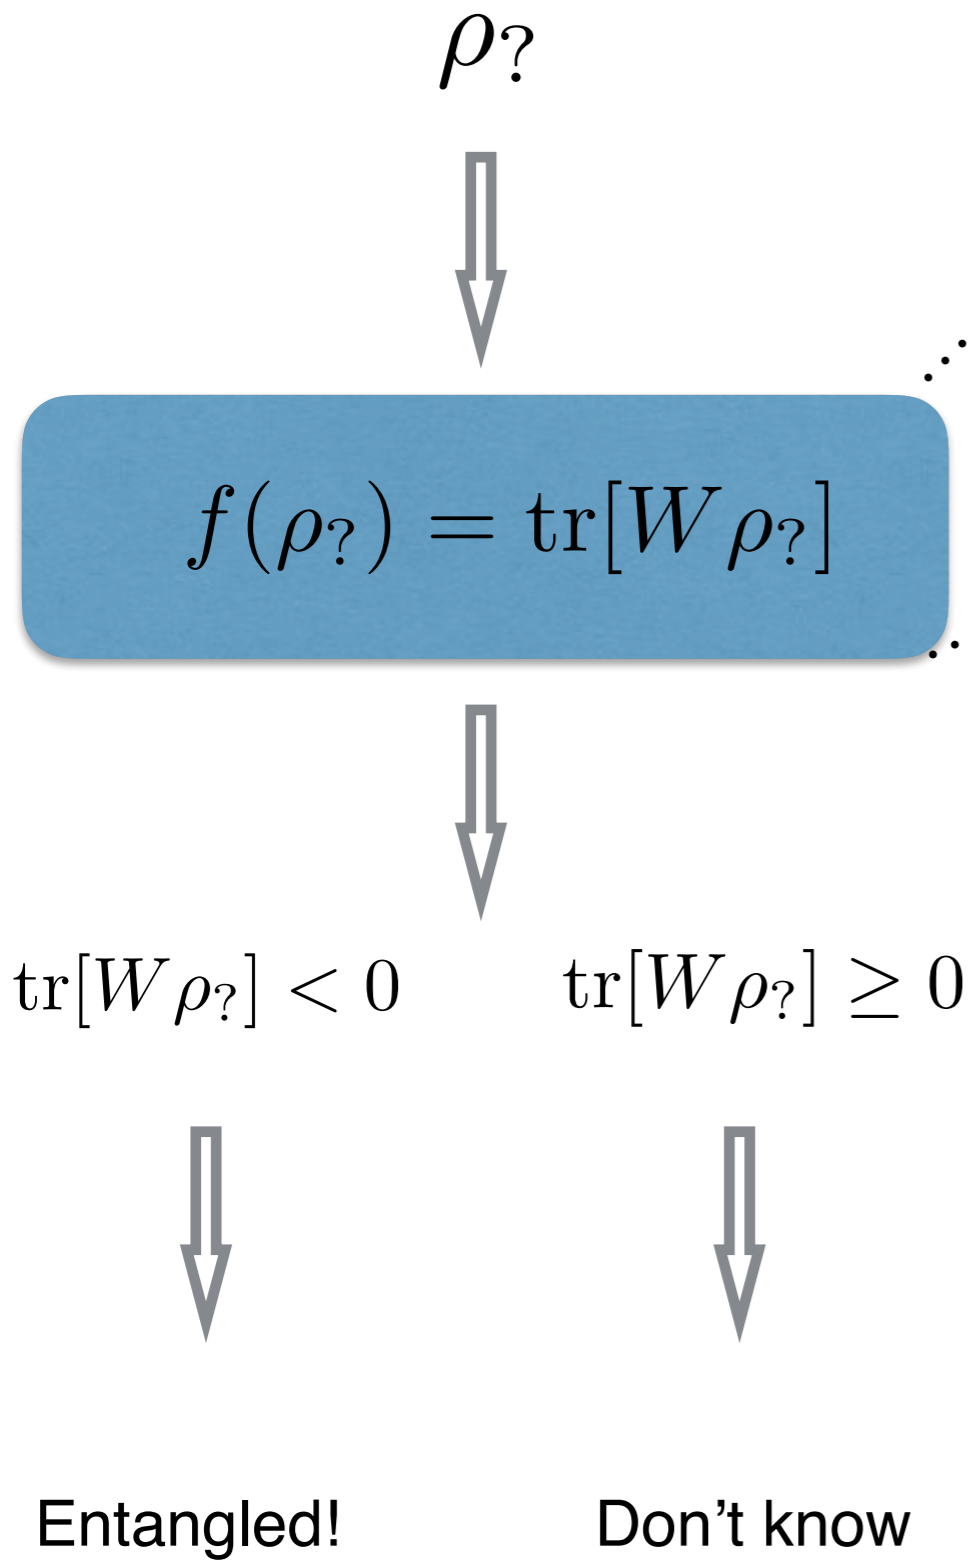 ρ?
f(ρ?) = tr[Wρ?]
tr[Wρ?] < 0 tr[Wρ?] ≥ 0
Entangled! Don't know